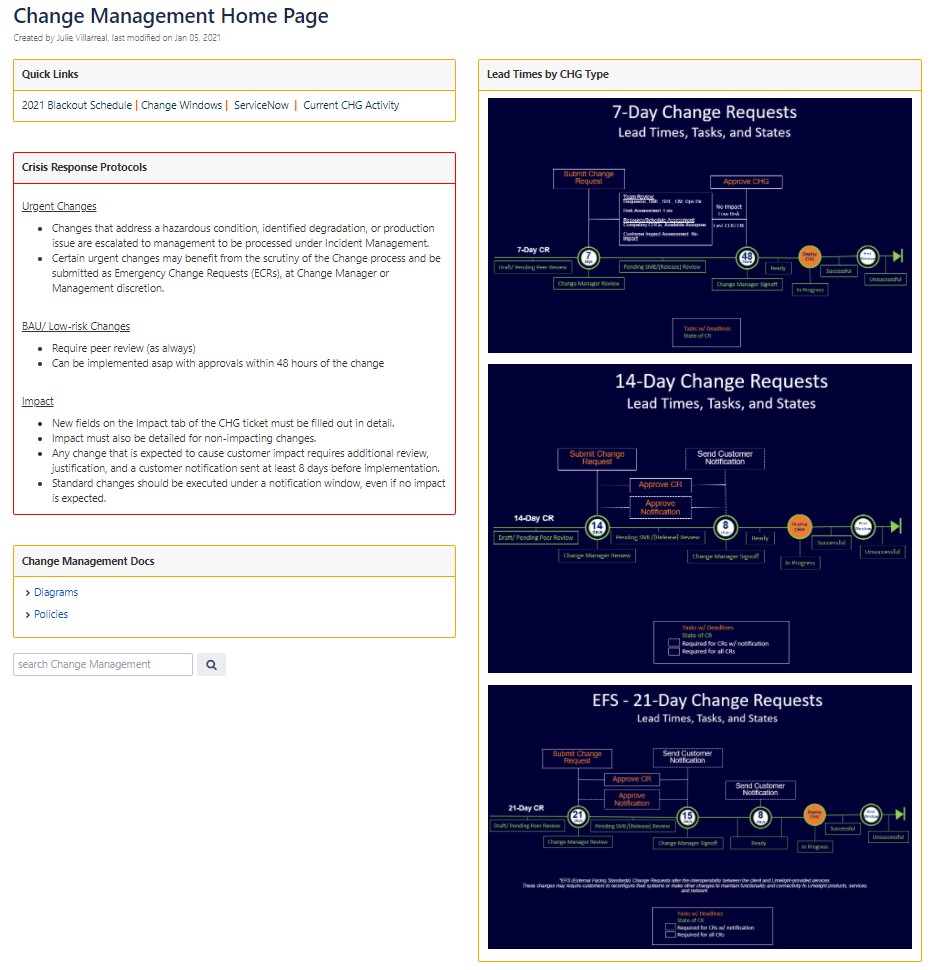 Change Management Home Page
Created by Julie Villarreal, last modified on Jan 05, 2021
Quick Links
2021 Blackout Schedule | Change Windows | ServiceNow | Current CHG Activity
Crisis Response Protocols
Urgent Changes
Changes that address a hazardous condition, identified degradation, or production
issue are escalated to management to be processed under Incident Management.
Certain urgent changes may benefit from the scrutiny of the Change process and be
submitted as Emergency Change Requests (ECRs), at Change Manager or
Management discretion.
BAU/ Low-risk Changes
Require peer review (as always)
Can be implemented asap with approvals within 48 hours of the change
Impact
New fields on the Impact tab of the CHG ticket must be filled out in detail.
Impact must also be detailed for non-impacting changes.
Any change that is expected to cause customer impact requires additional review,
justification, and a customer notification sent at least 8 days before implementation.
Standard changes should be executed under a notification window, even if no impact
is expected.
Change Management Docs
Diagrams
Policies
search Change Management
Lead Times by CHG Type
7-Day Change Requests
Lead Times, Tasks, and States
Submit Change
Request
Approve CHG
Team Review
Risk Assessment Low
Resource/Schedule Assessment
Customer Impact Assessment No
Impact
No Impact
Low Risk
7-Day CR
7
48
Draft/ Pending Peer Review
Change Manager Review
Pending SME/[Release] Review
Change Manager Signoff
Ready
Deploy
CHG
In Progress
Successful
Unsuccessful
Tasks w/ Deadlines
State of CR
14-Day Change Requests
Lead Times, Tasks, and States
Submit Change
Request
Send Customer
Notification
Approve CR
Approve
Notification
14-Day CR
14
8
Draft/ Pending Peer Review
Change Manager Review
Pending SME/[Release] Review
Change Manager Signoff
Ready
Deploy
CHG
In Progress
Successful
Unsuccessful
Tasks w/ Deadlines
State of CR
Required for CRs w/ notification
Required for all CRs
EFS - 21-Day Change Requests
Lead Times, Tasks, and States
Submit Change
Request
Send Customer
Notification
Approve CR
Approve
Notification
Send Customer
Notification
21-Day CR
21
15
8
Draft/ Pending Peer Review
Change Manager Review
Pending SME/[Release] Review
Change Manager Signoff
Ready
Deploy
CHG
In Progress
Successful
Unsuccessful
*EFS (External Facing Standards) Change Requests alter the interoperability between the client and Limelight-provided services.
These changes may require customers to reconfigure their systems or make other changes to maintain functionality and connectivity to Limelight products, services,
and network
Tasks w/ Deadlines
State of CR
Required for CRs w/ notification
Required for all CRs